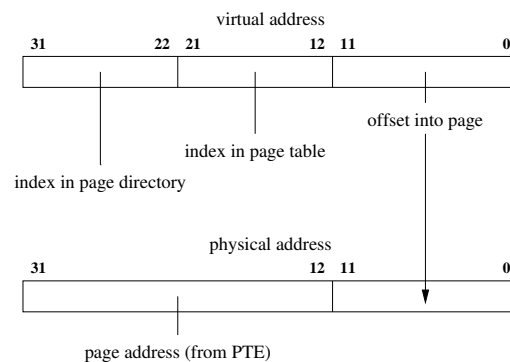 virtual address
31 22 21 12 11 0
offset into page
index in page table
index in page directory
physical address
31 12 11 0
page address (from PTE)